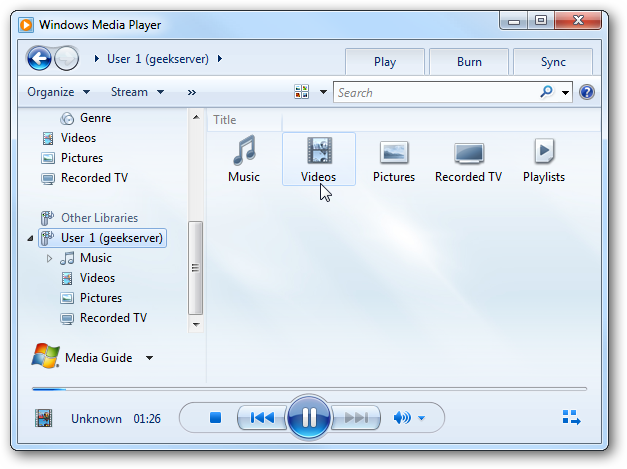 Windows Media Player
User 1 (geekserver)
Play
Burn
Sync
Organize
Stream
»
Search
?
Genre
Videos
Pictures
Recorded TV
Other Libraries
User 1 (geekserver)
Music
Videos
Pictures
Recorded TV
Media Guide
Title
Music
Videos
Pictures
Recorded TV
Playlists
Unknown 01:26